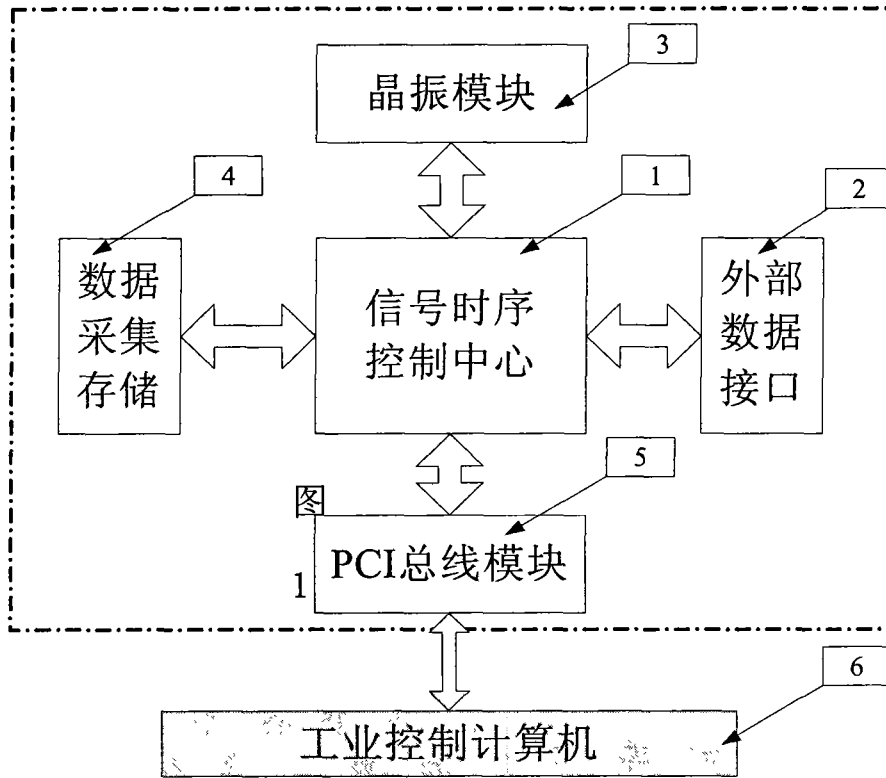 3
晶振模块
4
1
2
数据
采集
存储
信号时序
控制中心
外部
数据
接口
5
图
1
PCI总线模块
6
工业控制计算机